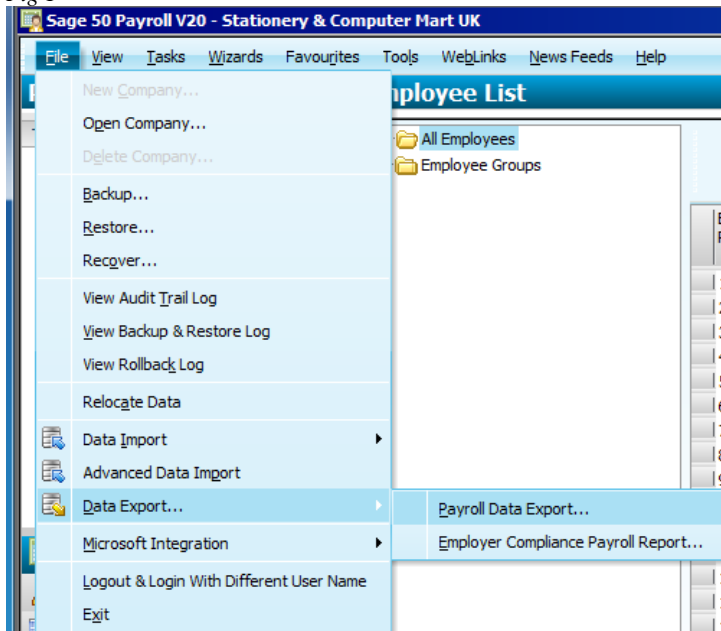 Sage 50 Payroll V20 - Stationery & Computer Mart UK
File View Tasks Wizards Favourites Tools WebLinks News Feeds Help
New Company...
Open Company...
Delete Company...
Backup...
Restore...
Recover...
View Audit Trail Log
View Backup & Restore Log
View Rollback Log
Relocate Data
Data Import
Advanced Data Import
Data Export...
Microsoft Integration
Logout & Login With Different User Name
Exit
List
All Employees
Employee Groups
Payroll Data Export...
Employer Compliance Payroll Report...